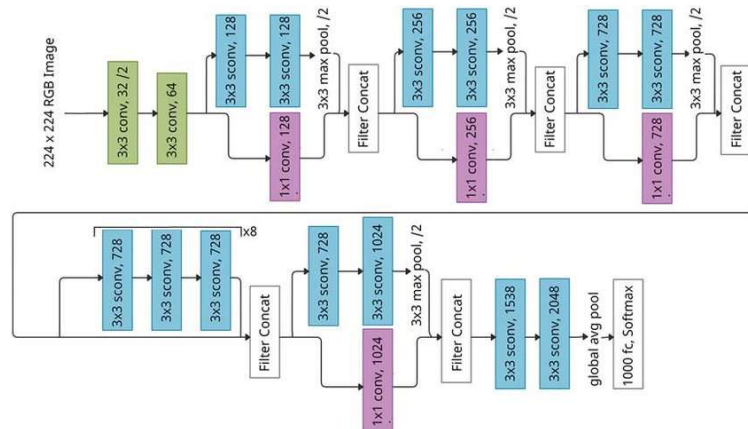 224 x 224 RGB Image
3x3 conv, 32 /2
3x3 conv, 64
3x3 sconv, 128
3x3 sconv, 128
3x3 max pool, /2
1x1 conv, 128
Filter Concat
3x3 sconv, 256
3x3 sconv, 256
3x3 max pool, /2
1x1 conv, 256
Filter Concat
3x3 sconv, 728
3x3 sconv, 728
3x3 max pool, /2
1x1 conv, 728
Filter Concat
3x3 sconv, 728
3x3 sconv, 728
3x3 sconv, 728
x8
Filter Concat
3x3 sconv, 728
3x3 sconv, 1024
3x3 max pool, /2
1x1 conv, 1024
Filter Concat
3x3 sconv, 1538
3x3 sconv, 2048
global avg pool
1000 fc, Softmax